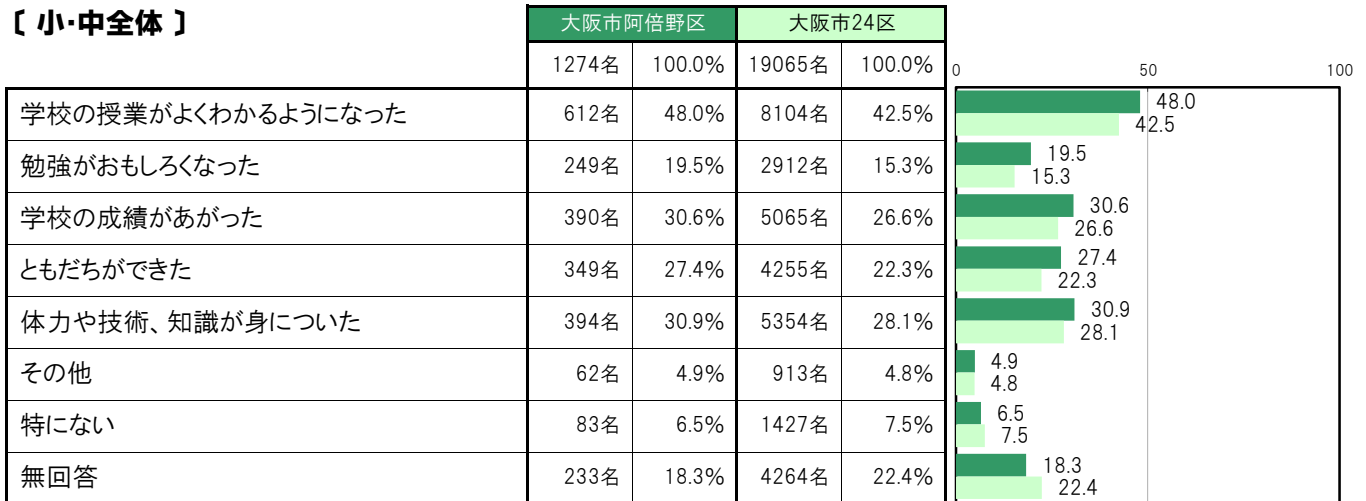 〔 小・中全体 〕
大阪市阿倍野区 大阪市24区
1274名 100.0% 19065名 100.0%
0 50 100
学校の授業がよくわかるようになった 612名 48.0% 8104名 42.5% 48.0 42.5
勉強がおもしろくなった 249名 19.5% 2912名 15.3% 19.5 15.3
学校の成績があがった 390名 30.6% 5065名 26.6% 30.6 26.6
ともだちができた 349名 27.4% 4255名 22.3% 27.4 22.3
体力や技術、知識が身についた 394名 30.9% 5354名 28.1% 30.9 28.1
その他 62名 4.9% 913名 4.8% 4.9 4.8
特にない 83名 6.5% 1427名 7.5% 6.5 7.5
無回答 233名 18.3% 4264名 22.4% 18.3 22.4